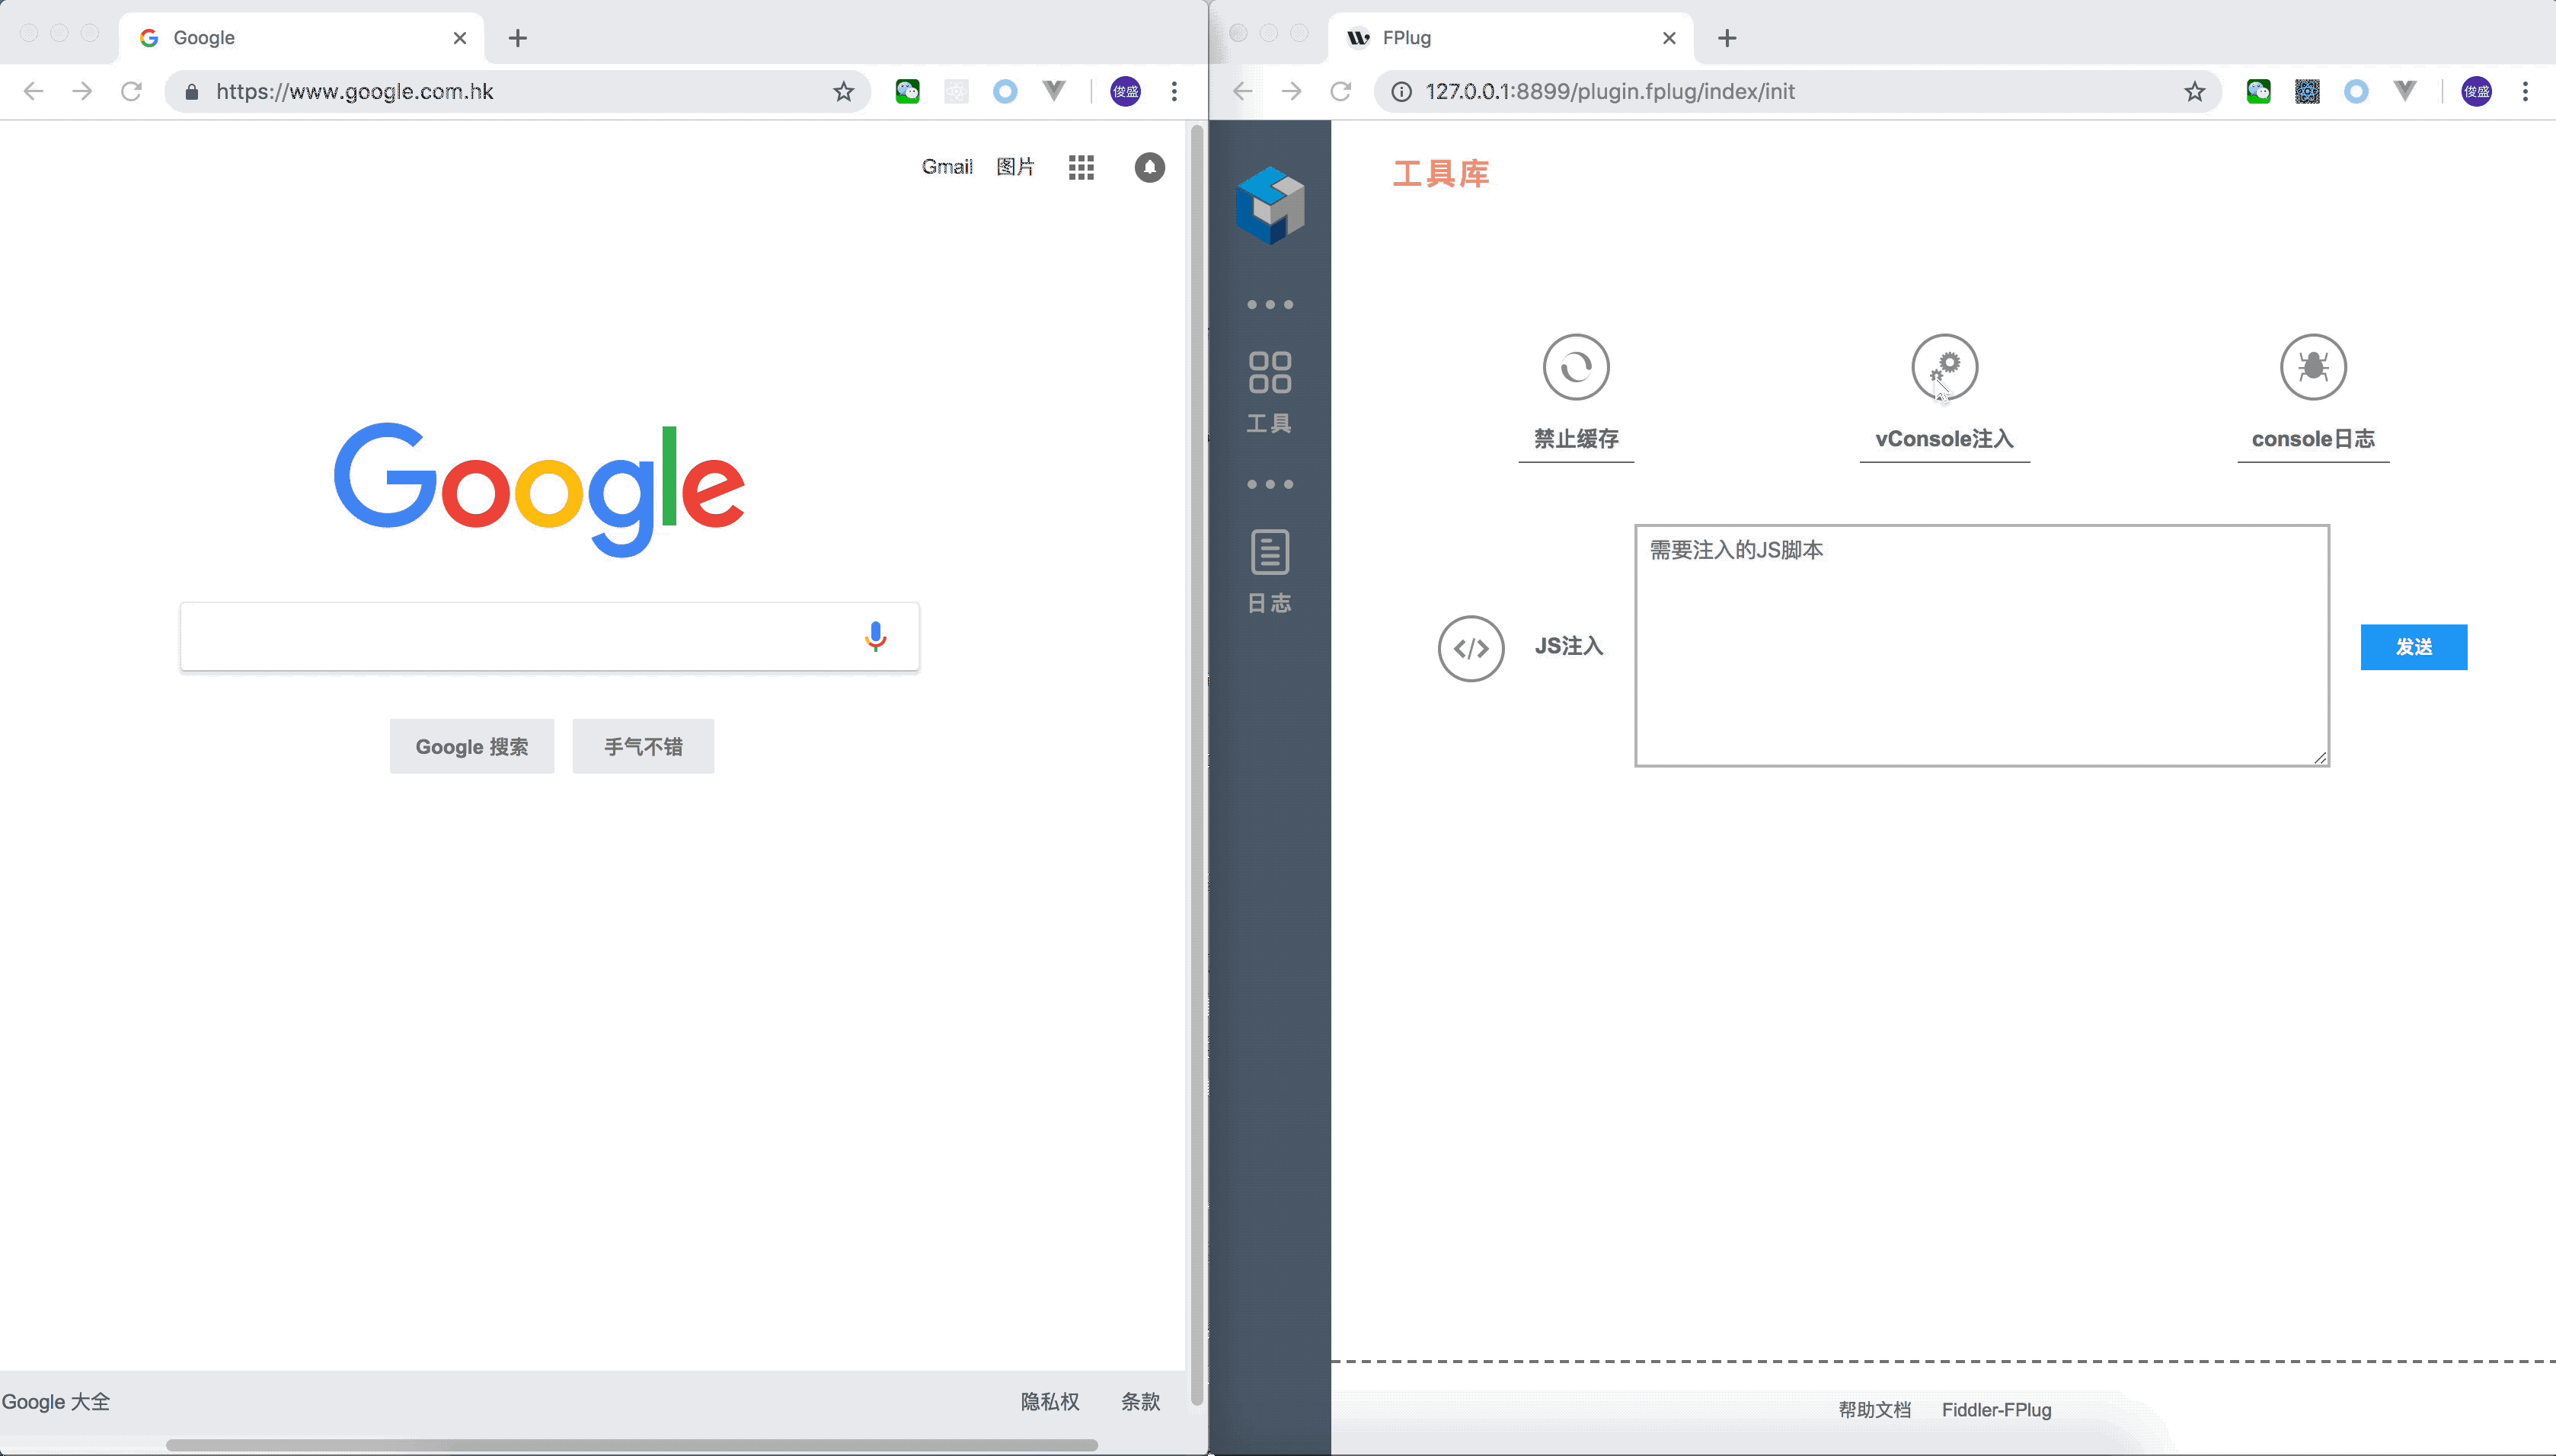 Google
https://www.google.com.hk
俊盛
Gmail 图片
Google
Google 搜索 手气不错
Google 大全 隐私权 条款
FPlug
127.0.0.1:8899/plugin.fplug/index/init
俊盛
工具库
工具
日志
禁止缓存 vConsole注入 console日志
JS注入
需要注入的JS脚本
发送
帮助文档 Fiddler-FPlug